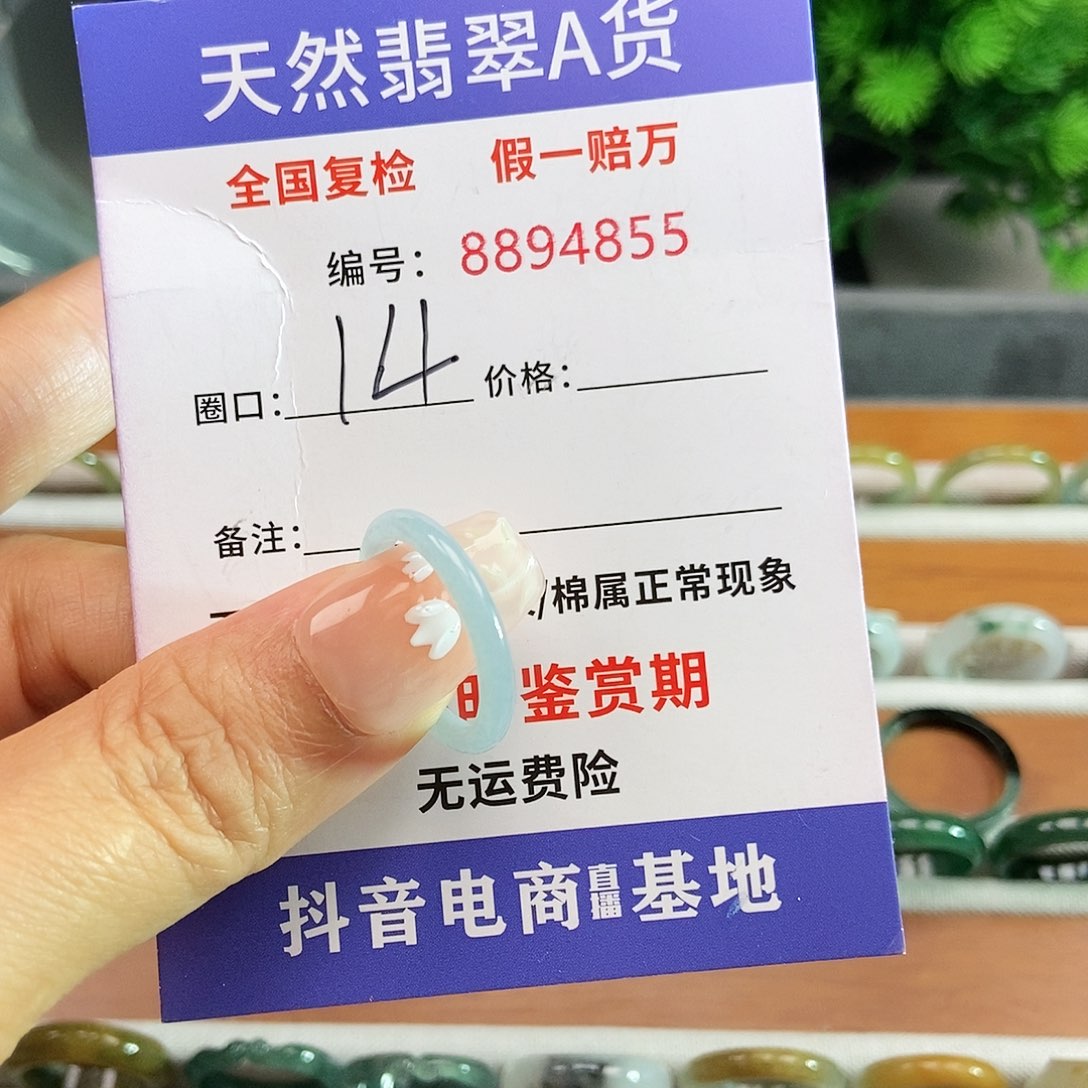 天然翡翠A货
全国复检 假一赔万
编号：8894855
圈口：14 价格：
备注：
/棉属正常现象
鉴赏期
无运费险
抖音电商直播基地